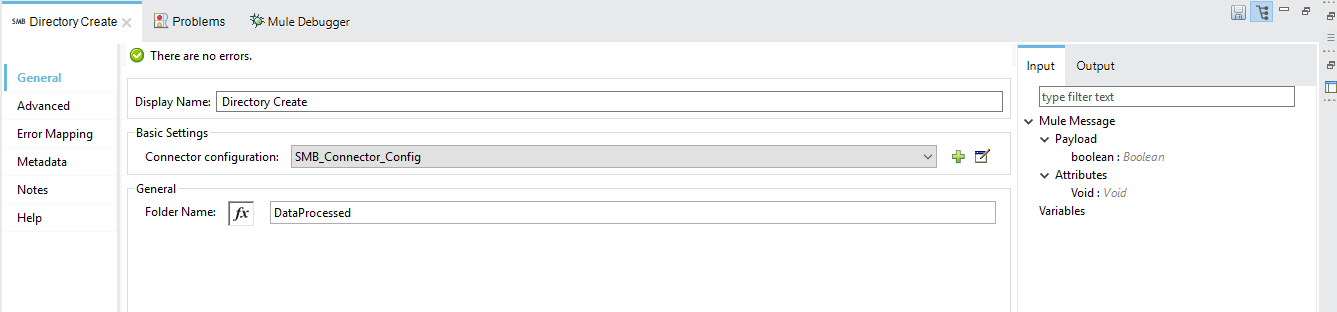 SMB Directory Create
Problems
Mule Debugger
There are no errors.
General
Advanced
Error Mapping
Metadata
Notes
Help
Display Name: Directory Create
Basic Settings
Connector configuration: SMB_Connector_Config
General
Folder Name: fx DataProcessed
Input Output
type filter text
Mule Message
Payload
boolean : Boolean
Attributes
Void : Void
Variables